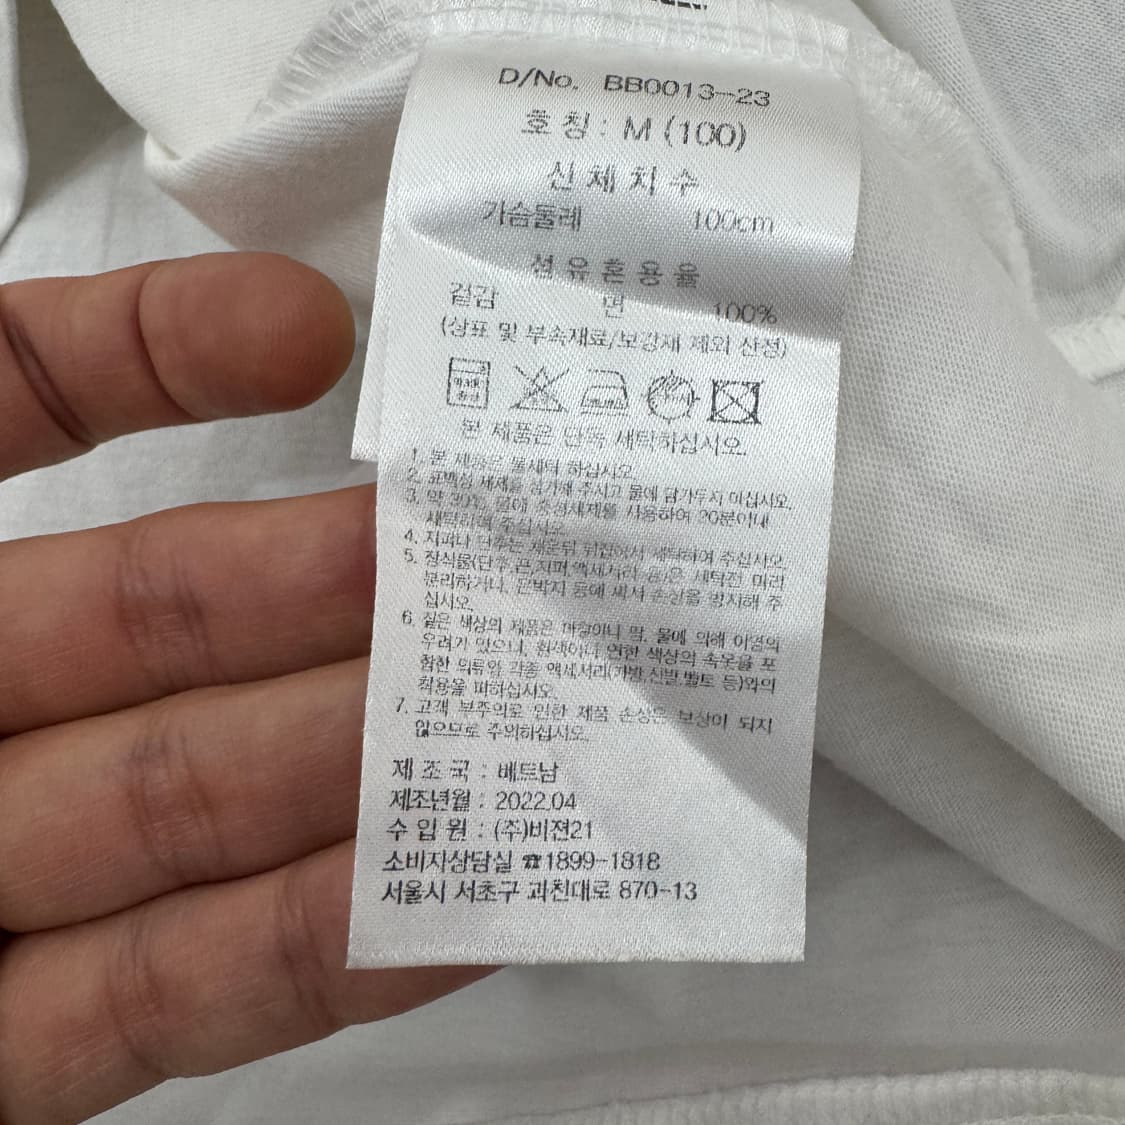 D/No. BB0013-23
호 칭 : M (100)
신 체 치 수
가슴둘레 100cm
섬 유 혼 용 율
겉감 면 100%
(상표 및 부속재료/보강재 제외 산정)
본 제품은 단독 세탁하십시오.
1. 본 제품은 물세탁 하십시오.
2. 표백성 세제를 첨가해 주시고 물에 담가두지 마십시오.
3. 약 30℃ 물에 중성세제를 사용하여 20분이내
세탁하여 주십시오.
4. 지퍼나 단추는 채운뒤 뒤집어서 세탁하여 주십시오.
5. 장식물(단추,끈,지퍼,액세서리 등)은 세탁전 미리
분리하거나, 은박지 등에 싸서 손상을 방지해 주
십시오.
6. 짙은 색상의 제품은 마찰이나 땀, 물에 의해 이염의
우려가 있으니, 흰색이나 연한 색상의 속옷을 포
함한 의류와 각종 액세서리(가방,신발,벨트 등)와의
착용을 피하십시오.
7. 고객 부주의로 인한 제품 손상은 보상이 되지
않으므로 주의하십시오.
제 조 국 : 베트남
제조년월 : 2022.04
수 입 원 : (주)비젼21
소비자상담실 ☎1899-1818
서울시 서초구 과천대로 870-13